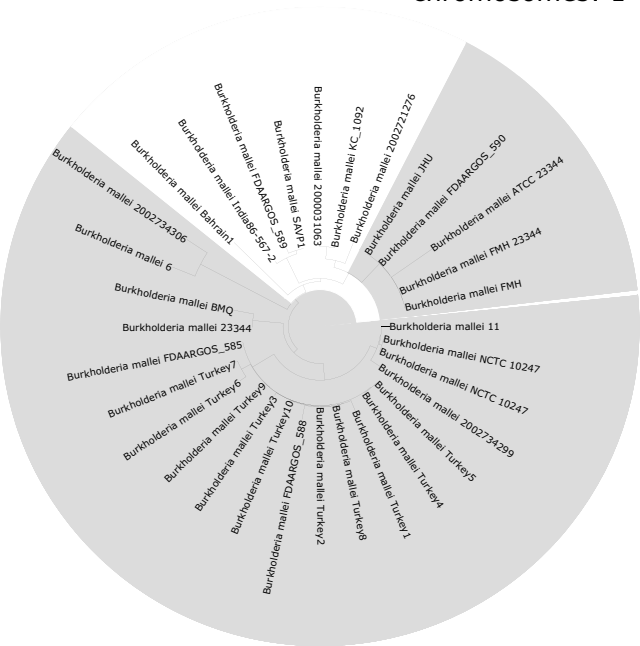 Burkholderia mallei 2002734306
Burkholderia mallei Bahrain1
Burkholderia mallei India86-567-2
Burkholderia mallei FDAARGOS_589
Burkholderia mallei SAVP1
Burkholderia mallei 2000031063
Burkholderia mallei KC_1092
Burkholderia mallei 2002721276
Burkholderia mallei JHU
Burkholderia mallei FDAARGOS_590
Burkholderia mallei ATCC 23344
Burkholderia mallei FMH 23344
Burkholderia mallei FMH
Burkholderia mallei 11
Burkholderia mallei NCTC 10247
Burkholderia mallei NCTC 10247
Burkholderia mallei 2002734299
Burkholderia mallei Turkey5
Burkholderia mallei Turkey4
Burkholderia mallei Turkey1
Burkholderia mallei Turkey8
Burkholderia mallei Turkey2
Burkholderia mallei FDAARGOS_588
Burkholderia mallei Turkey10
Burkholderia mallei Turkey3
Burkholderia mallei Turkey9
Burkholderia mallei Turkey6
Burkholderia mallei Turkey7
Burkholderia mallei FDAARGOS_585
Burkholderia mallei 23344
Burkholderia mallei BMQ
Burkholderia mallei 6